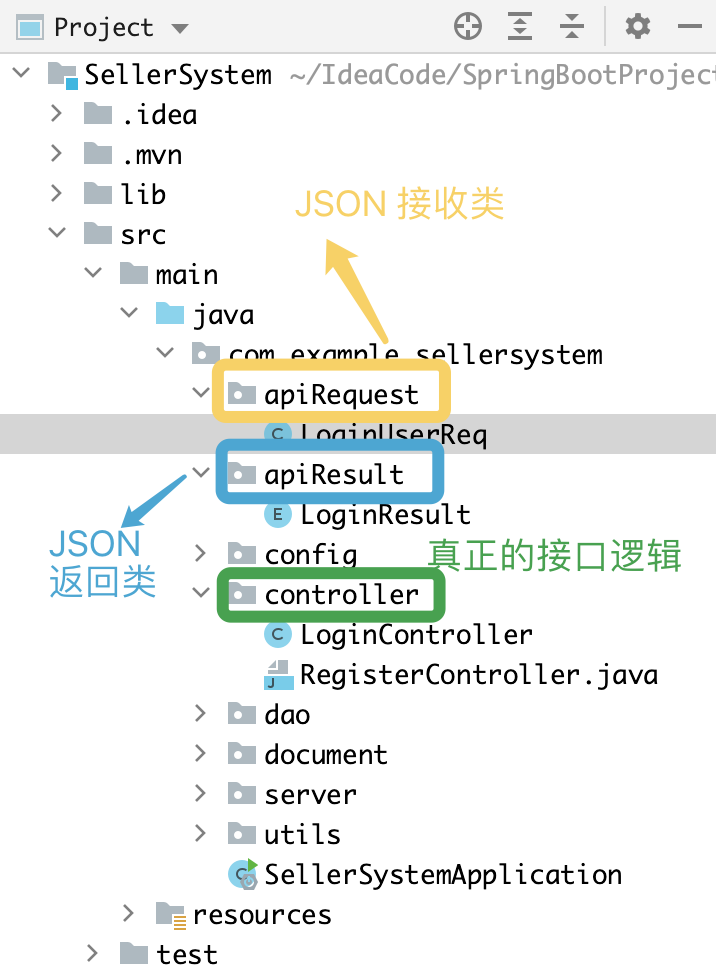 Project
SellerSystem ~/IdeaCode/SpringBootProject
.idea
.mvn
lib
JSON 接收类
src
main
java
com.example.sellersystem
apiRequest
LoginUserReq
apiResult
LoginResult
JSON
返回类
config
真正的接口逻辑
controller
LoginController
RegisterController.java
dao
document
server
utils
SellerSystemApplication
resources
test